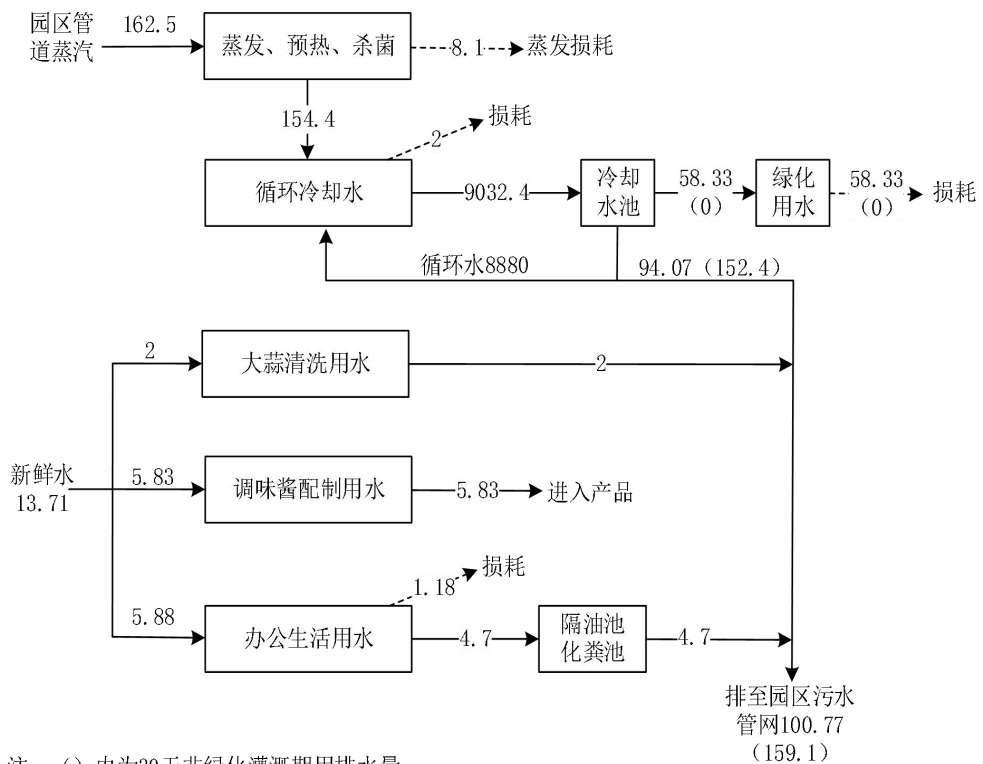 园区管
道蒸汽
162.5
蒸发、预热、杀菌
8.1
蒸发损耗
154.4
2
损耗
循环冷却水
9032.4
冷却
水池
58.33
（0）
绿化
用水
58.33
（0）
损耗
循环水8880
94.07（152.4）
2
大蒜清洗用水
2
新鲜水
13.71
5.83
调味酱配制用水
5.83
进入产品
5.88
办公生活用水
1.18
损耗
4.7
隔油池
化粪池
4.7
排至园区污水
管网100.77
（159.1）